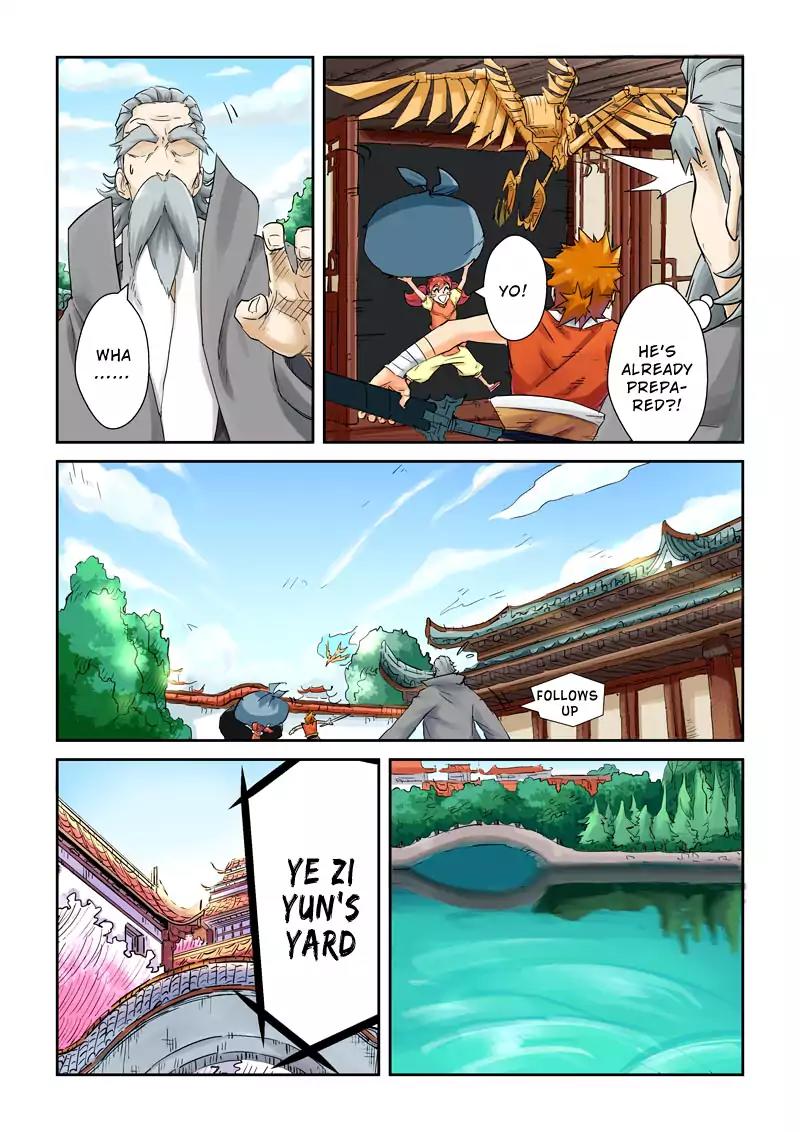 WHA
......
YO!
HE'S
ALREADY
PREPA-
RED?!
FOLLOWS
UP
YE ZI
YUN'S
YARD